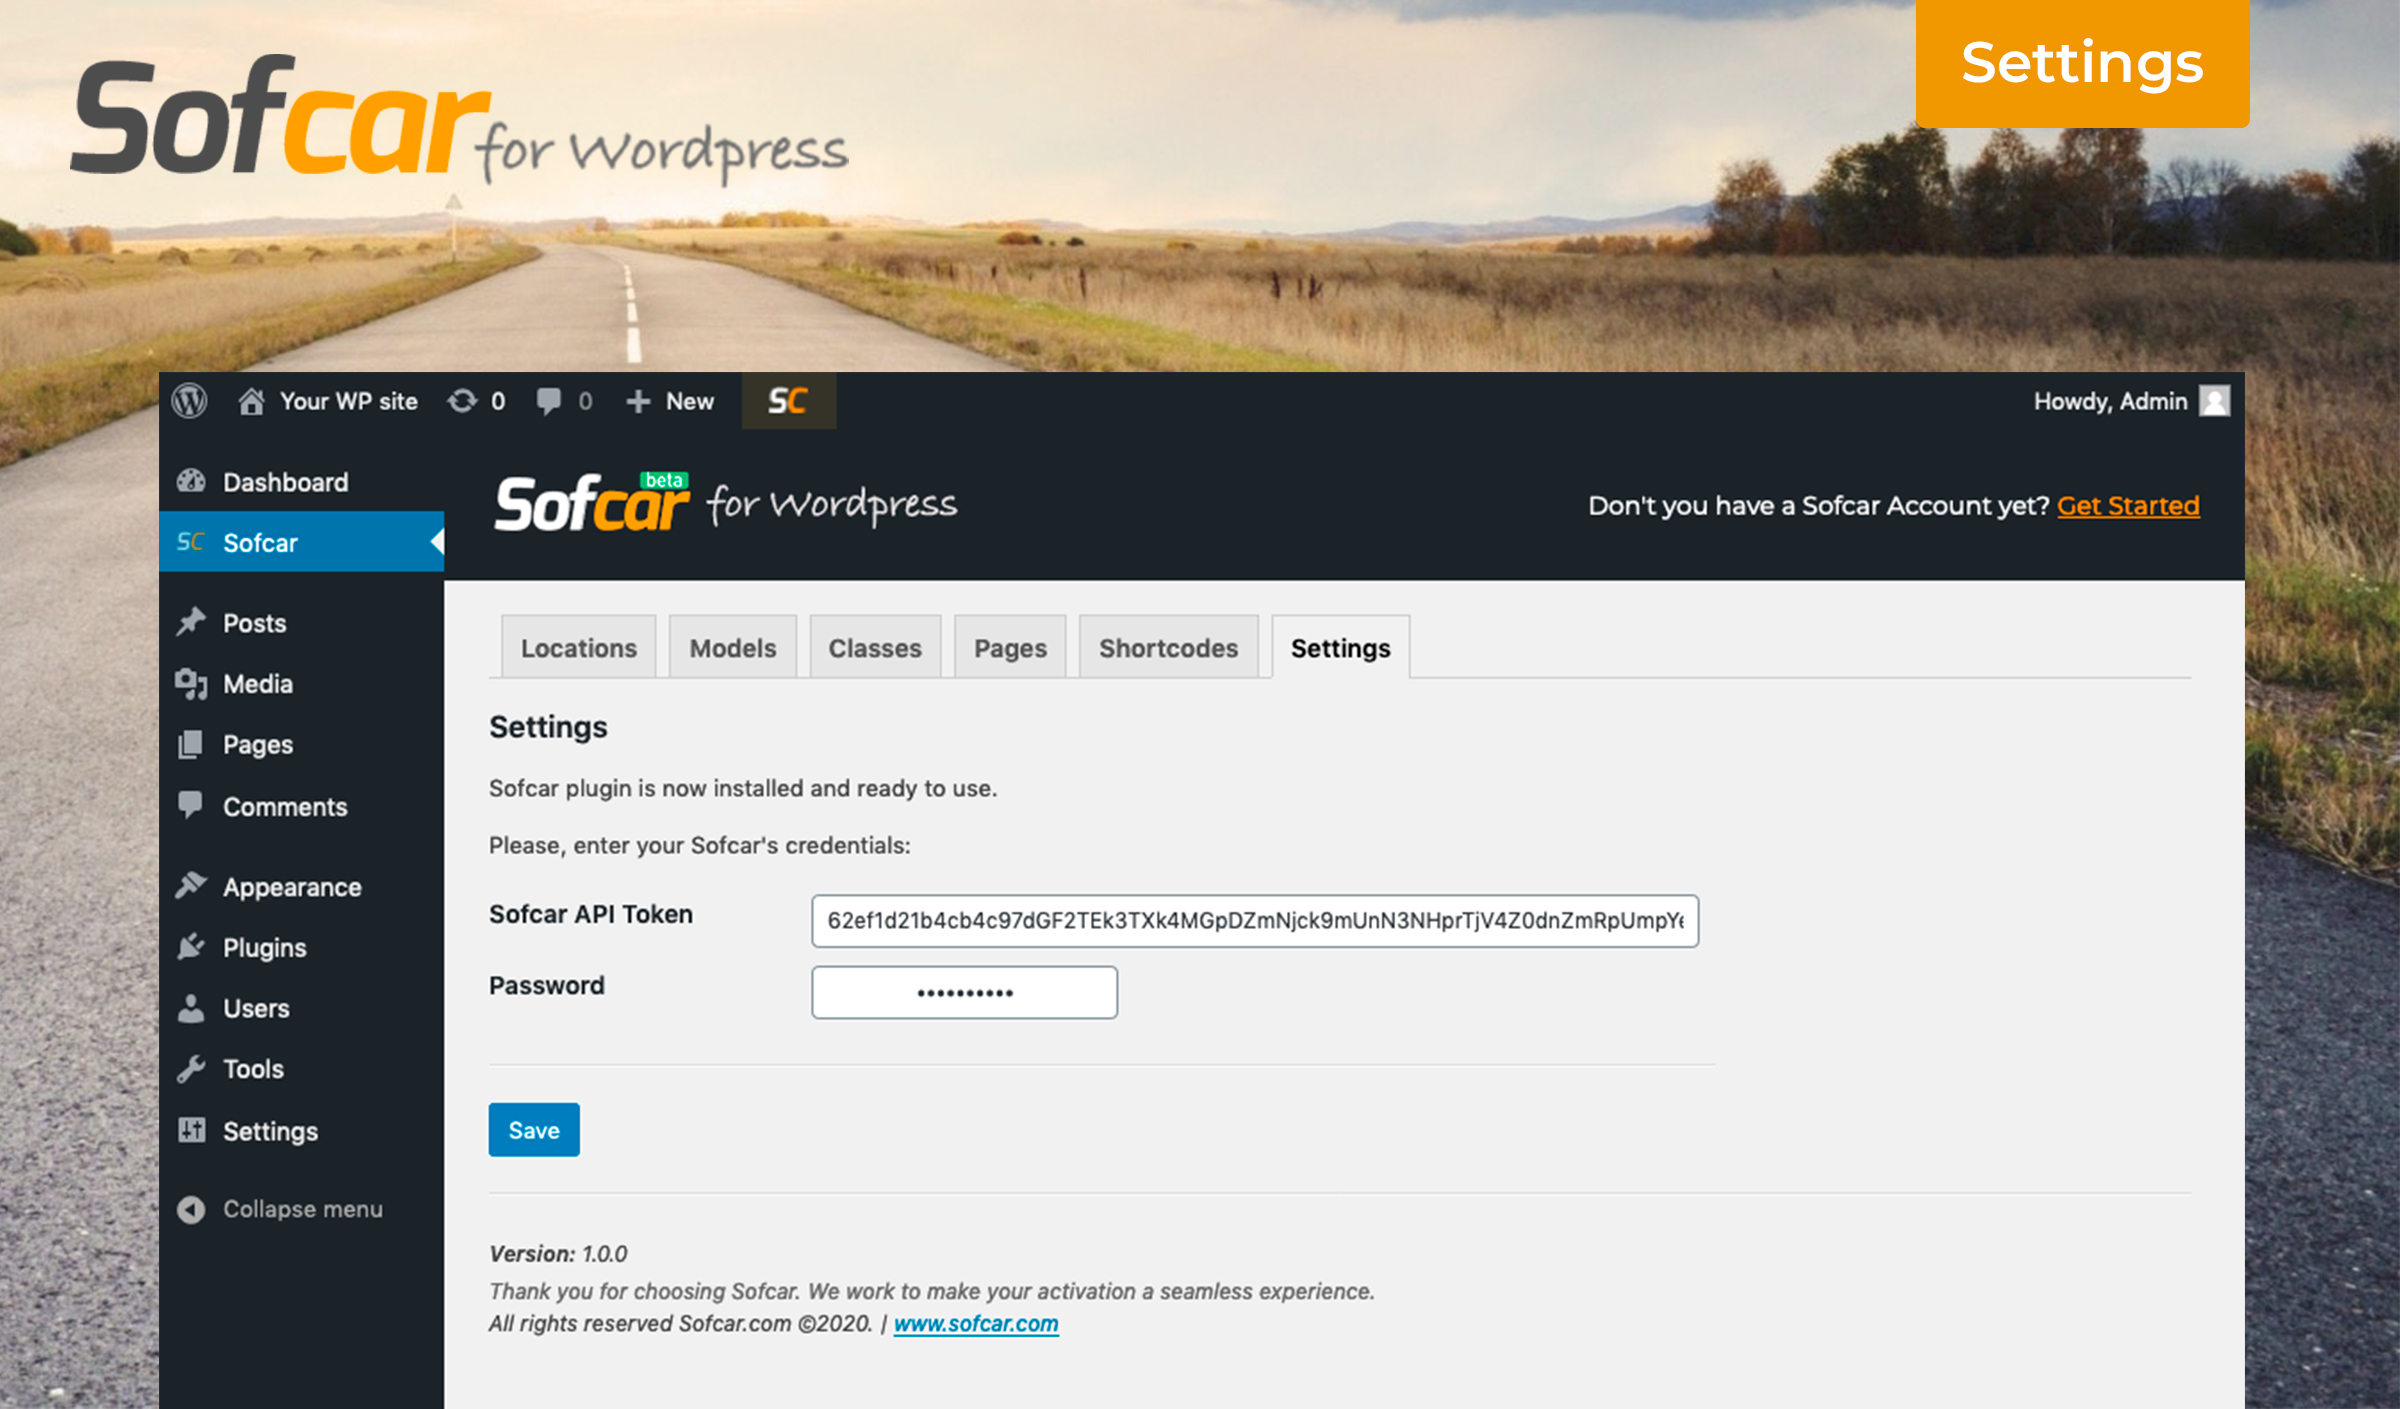 Sofcar for Wordpress
Settings
Your WP site 0 0 New SC Howdy, Admin
Dashboard
SC Sofcar
Posts
Media
Pages
Comments
Appearance
Plugins
Users
Tools
Settings
Collapse menu
Sofcar beta for Wordpress
Don't you have a Sofcar Account yet? Get Started
Locations Models Classes Pages Shortcodes Settings
Settings
Sofcar plugin is now installed and ready to use.
Please, enter your Sofcar's credentials:
Sofcar API Token 62ef1d21b4cb4c97dGF2TEk3TXk4MGpDZmNjck9mUnN3NHprTjV4Z0dnZmRpUmpYe
Password ••••••••••
Save
Version: 1.0.0
Thank you for choosing Sofcar. We work to make your activation a seamless experience.
All rights reserved Sofcar.com ©2020. | www.sofcar.com